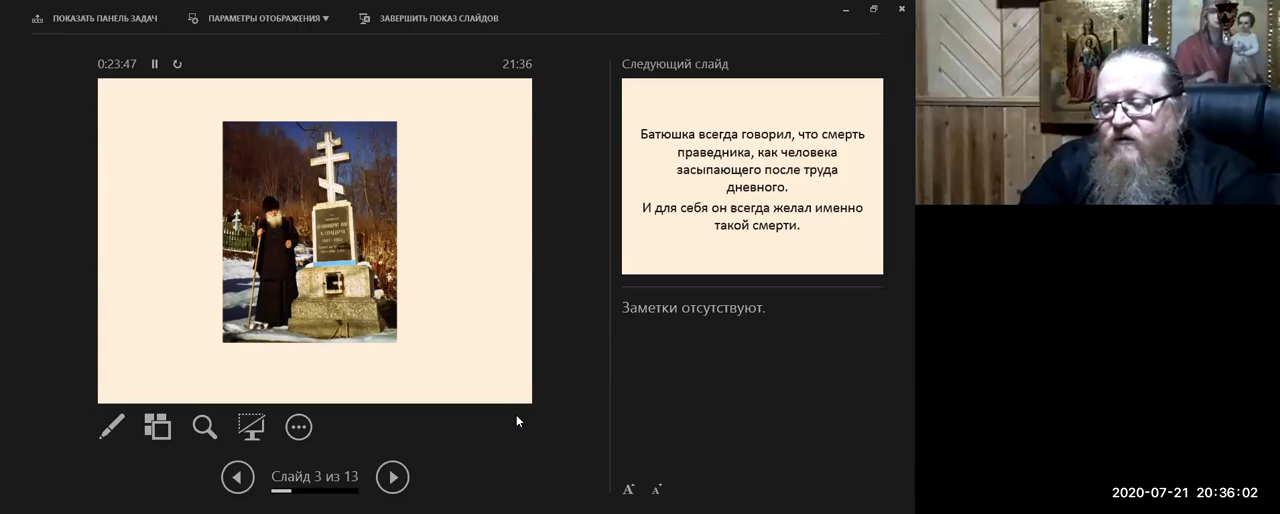 ПОКАЗАТЬ ПАНЕЛЬ ЗАДАЧ
ПАРАМЕТРЫ ОТОБРАЖЕНИЯ ▼
ЗАВЕРШИТЬ ПОКАЗ СЛАЙДОВ
0:23:47
21:36
Следующий слайд
Батюшка всегда говорил, что смерть
праведника, как человека
засыпающего после труда
дневного.
И для себя он всегда желал именно
такой смерти.
Заметки отсутствуют.
Слайд 3 из 13
A A
2020-07-21 20:36:02